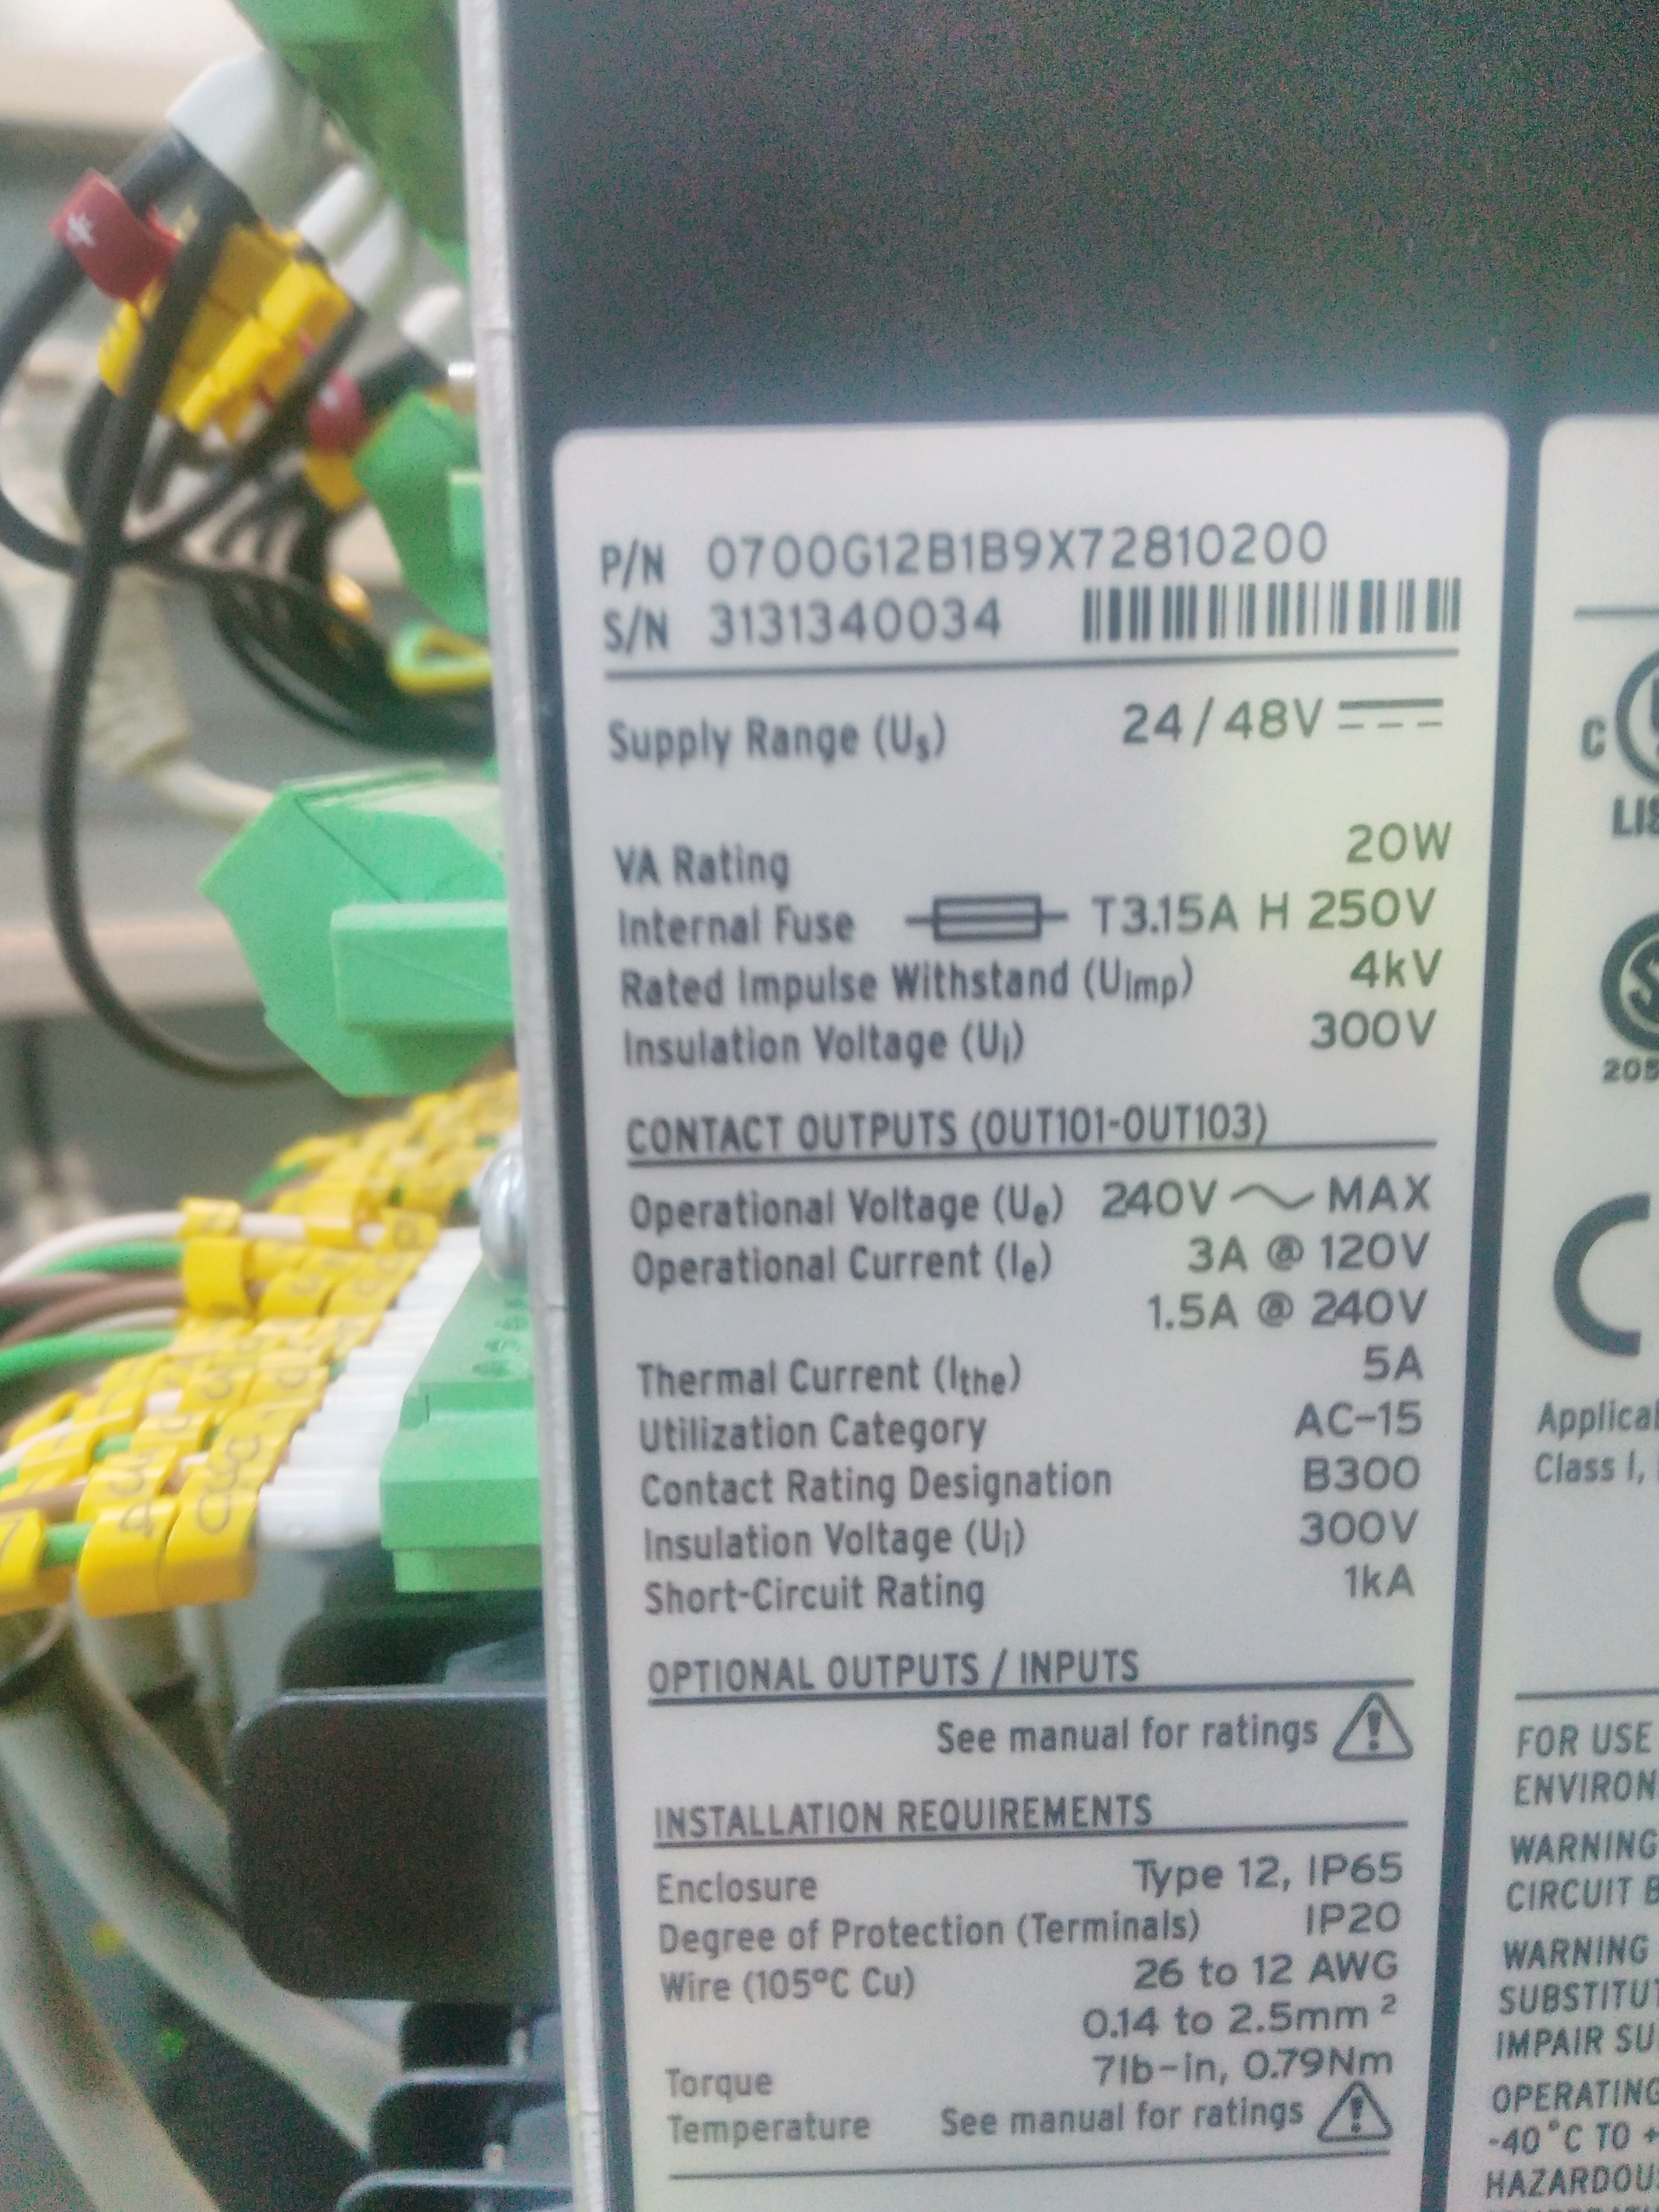 P/N 0700G12B1B9X72810200
S/N 3131340034
Supply Range (Us) 24/48V
VA Rating 20W
Internal Fuse T3.15A H 250V
Rated Impulse Withstand (Uimp) 4kV
Insulation Voltage (Ui) 300V
CONTACT OUTPUTS (OUT101-OUT103)
Operational Voltage (Ue) 240V ~ MAX
Operational Current (Ie) 3A @ 120V
1.5A @ 240V
Thermal Current (Ithe) 5A
Utilization Category AC-15
Contact Rating Designation B300
Insulation Voltage (Ui) 300V
Short-Circuit Rating 1kA
OPTIONAL OUTPUTS / INPUTS
See manual for ratings
INSTALLATION REQUIREMENTS
Enclosure Type 12, IP65
Degree of Protection (Terminals) IP20
Wire (105°C Cu) 26 to 12 AWG
0.14 to 2.5mm²
Torque 7lb-in, 0.79Nm
Temperature See manual for ratings
C
LIS
205
Applica
Class I,
FOR USE
ENVIRON
WARNING
CIRCUIT B
WARNING
SUBSTITUT
IMPAIR SU
OPERATING
-40°C TO +
HAZARDOU